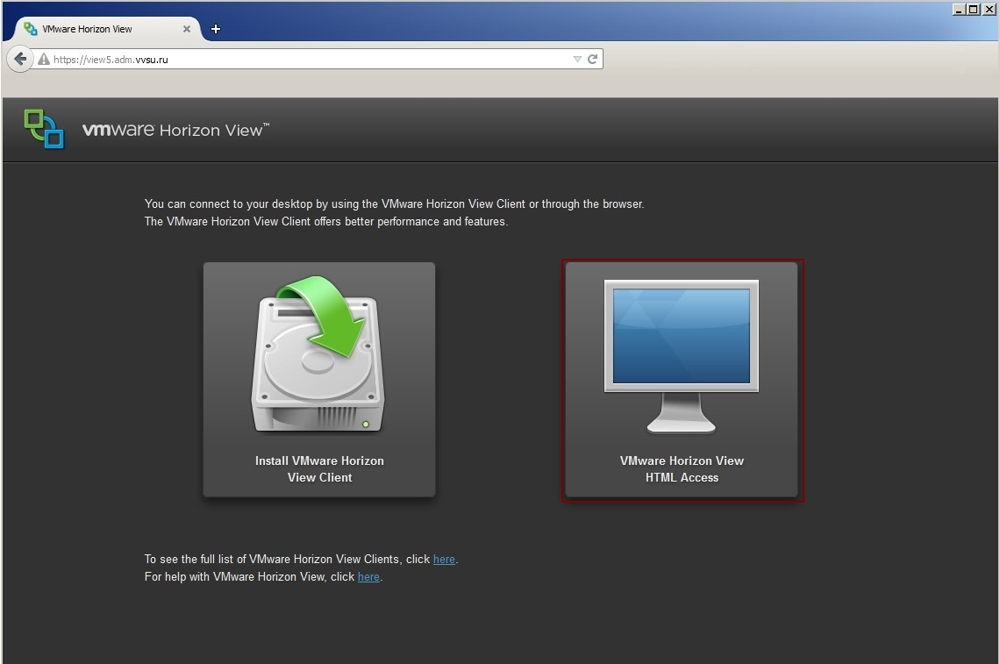 VMware Horizon View
https://view5.adm.vvsu.ru
vmware Horizon View™
You can connect to your desktop by using the VMware Horizon View Client or through the browser.
The VMware Horizon View Client offers better performance and features.
Install VMware Horizon
View Client
VMware Horizon View
HTML Access
To see the full list of VMware Horizon View Clients, click here.
For help with VMware Horizon View, click here.